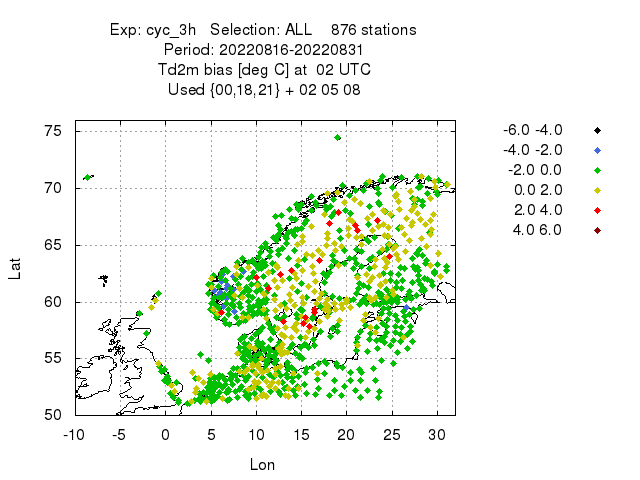 Exp: cyc_3h   Selection: ALL    876 stations
Period: 20220816-20220831
Td2m bias [deg C] at  02 UTC
Used {00,18,21} + 02 05 08
75
70
65
60
55
50
Lat
-10 -5 0 5 10 15 20 25 30
Lon
-6.0 -4.0
-4.0 -2.0
-2.0 0.0
0.0 2.0
2.0 4.0
4.0 6.0